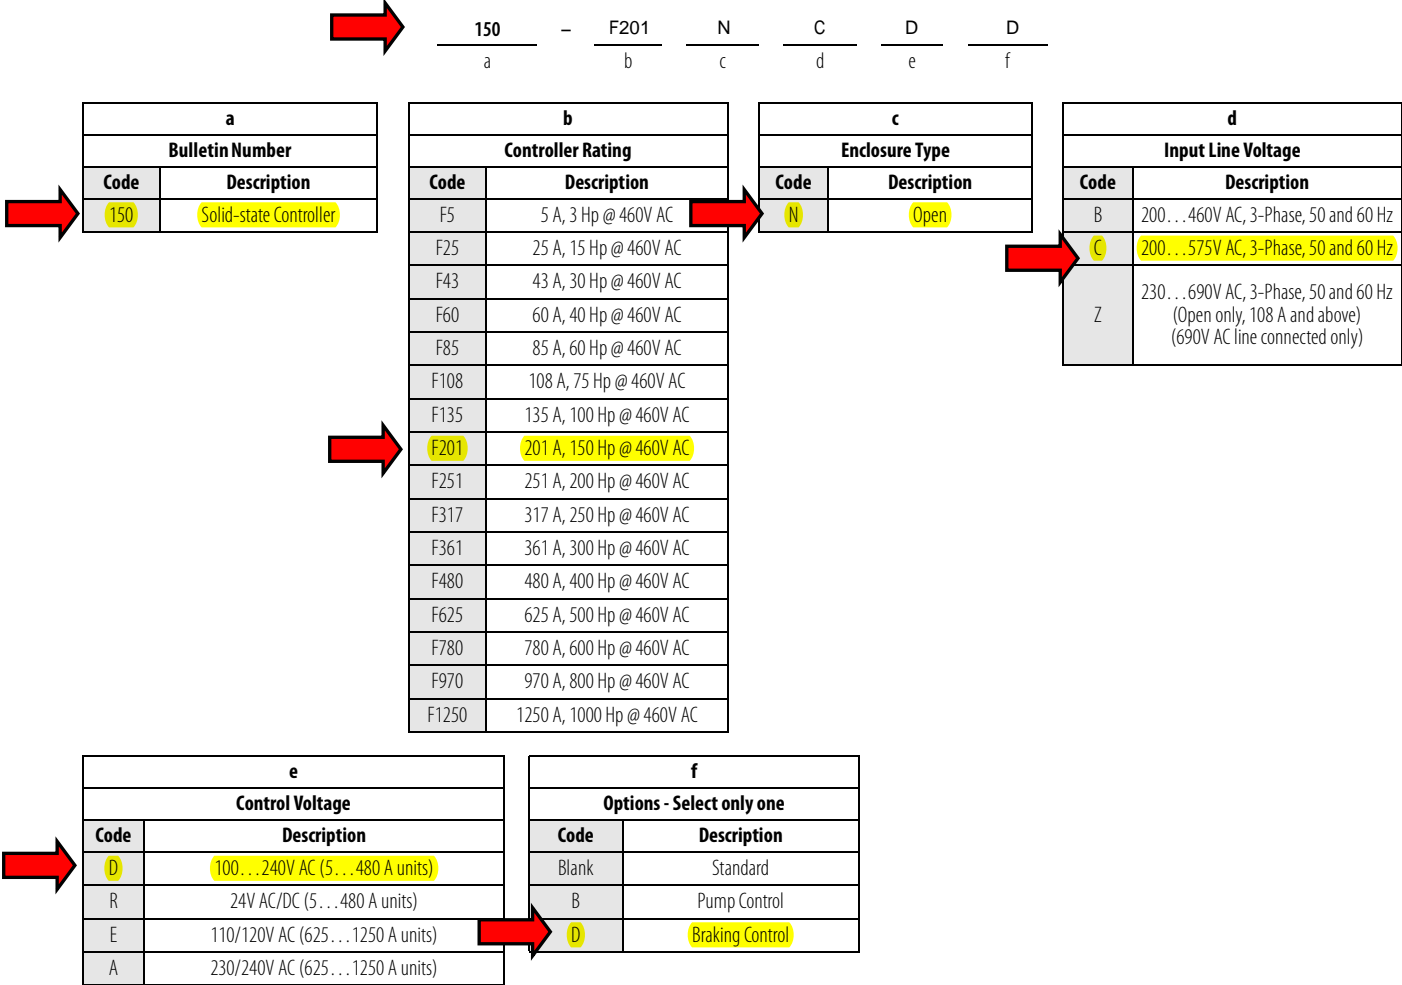 150 – F201 N C D D
a b c d e f
a
Bulletin Number
Code Description
150 Solid-state Controller
b
Controller Rating
Code Description
F5 5 A, 3 Hp @ 460V AC
F25 25 A, 15 Hp @ 460V AC
F43 43 A, 30 Hp @ 460V AC
F60 60 A, 40 Hp @ 460V AC
F85 85 A, 60 Hp @ 460V AC
F108 108 A, 75 Hp @ 460V AC
F135 135 A, 100 Hp @ 460V AC
F201 201 A, 150 Hp @ 460V AC
F251 251 A, 200 Hp @ 460V AC
F317 317 A, 250 Hp @ 460V AC
F361 361 A, 300 Hp @ 460V AC
F480 480 A, 400 Hp @ 460V AC
F625 625 A, 500 Hp @ 460V AC
F780 780 A, 600 Hp @ 460V AC
F970 970 A, 800 Hp @ 460V AC
F1250 1250 A, 1000 Hp @ 460V AC
c
Enclosure Type
Code Description
N Open
d
Input Line Voltage
Code Description
B 200…460V AC, 3-Phase, 50 and 60 Hz
C 200…575V AC, 3-Phase, 50 and 60 Hz
Z 230…690V AC, 3-Phase, 50 and 60 Hz
(Open only, 108 A and above)
(690V AC line connected only)
e
Control Voltage
Code Description
D 100…240V AC (5…480 A units)
R 24V AC/DC (5…480 A units)
E 110/120V AC (625…1250 A units)
A 230/240V AC (625…1250 A units)
f
Options - Select only one
Code Description
Blank Standard
B Pump Control
D Braking Control